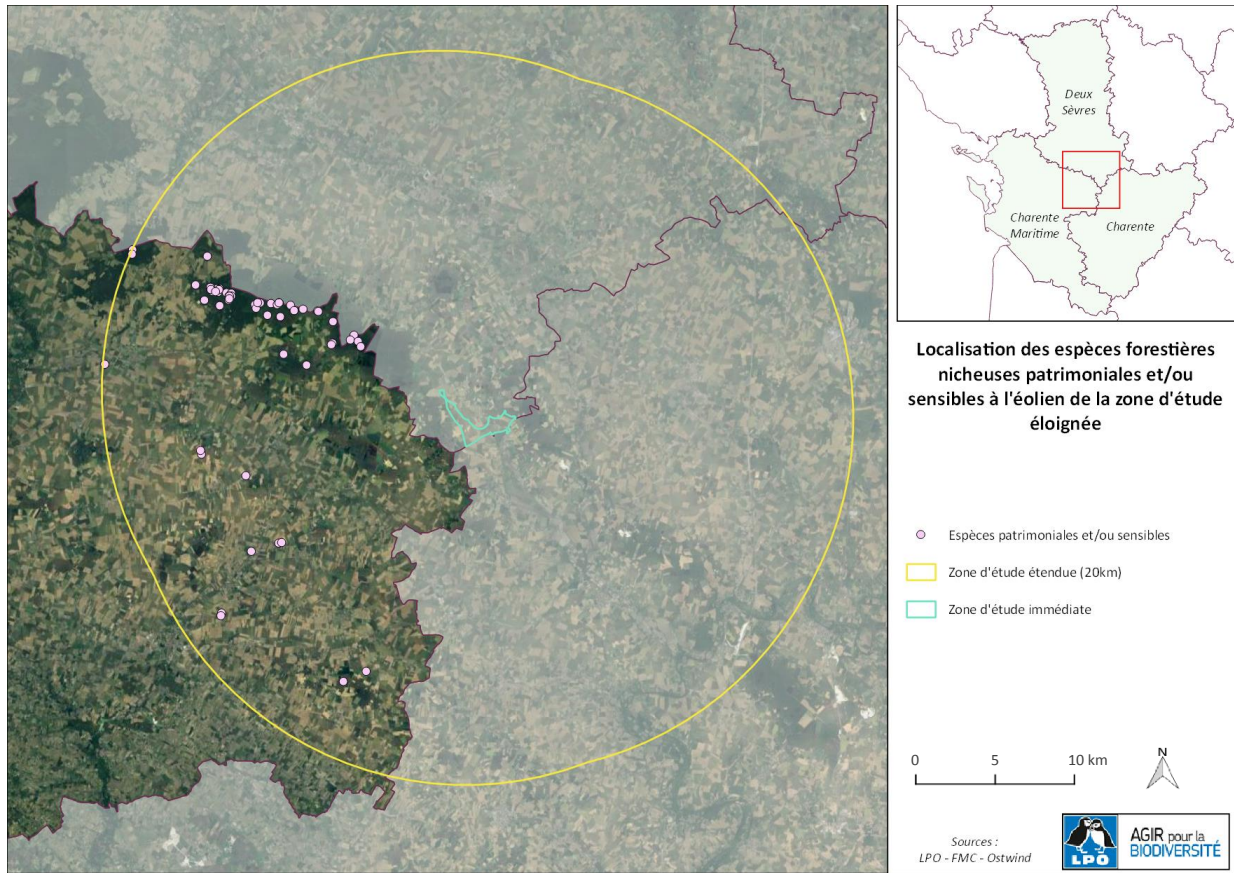 Deux
Sèvres
Charente
Maritime
Charente
Localisation des espèces forestières
nicheuses patrimoniales et/ou
sensibles à l'éolien de la zone d'étude
éloignée
Espèces patrimoniales et/ou sensibles
Zone d'étude étendue (20km)
Zone d'étude immédiate
0 5 10 km
N
Sources :
LPO - FMC - Ostwind
LPO
AGIR pour la
BIODIVERSITÉ